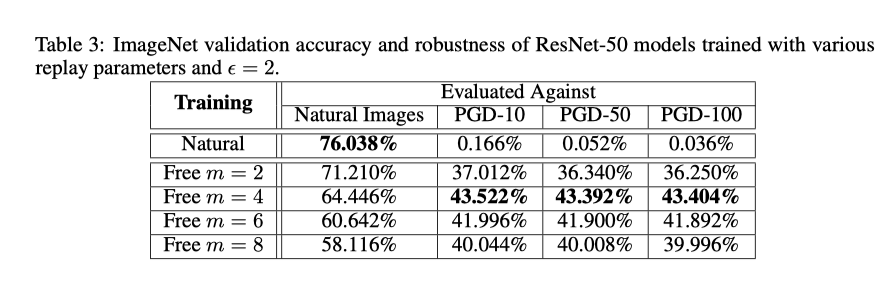 Table 3: ImageNet validation accuracy and robustness of ResNet-50 models trained with various
replay parameters and ϵ = 2.
Training Evaluated Against
Natural Images PGD-10 PGD-50 PGD-100
Natural 76.038% 0.166% 0.052% 0.036%
Free m = 2 71.210% 37.012% 36.340% 36.250%
Free m = 4 64.446% 43.522% 43.392% 43.404%
Free m = 6 60.642% 41.996% 41.900% 41.892%
Free m = 8 58.116% 40.044% 40.008% 39.996%